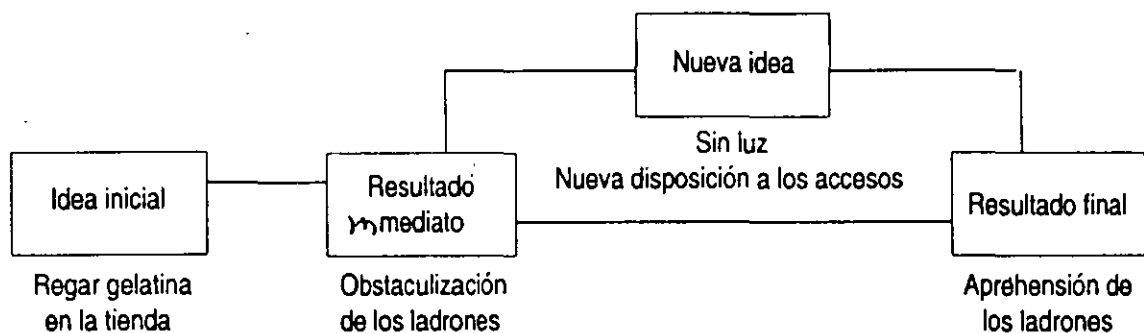 Nueva idea
Sin luz
Nueva disposición a los accesos
Idea inicial
Resultado
inmediato
Resultado final
Regar gelatina
en la tienda
Obstaculización
de los ladrones
Aprehensión de
los ladrones